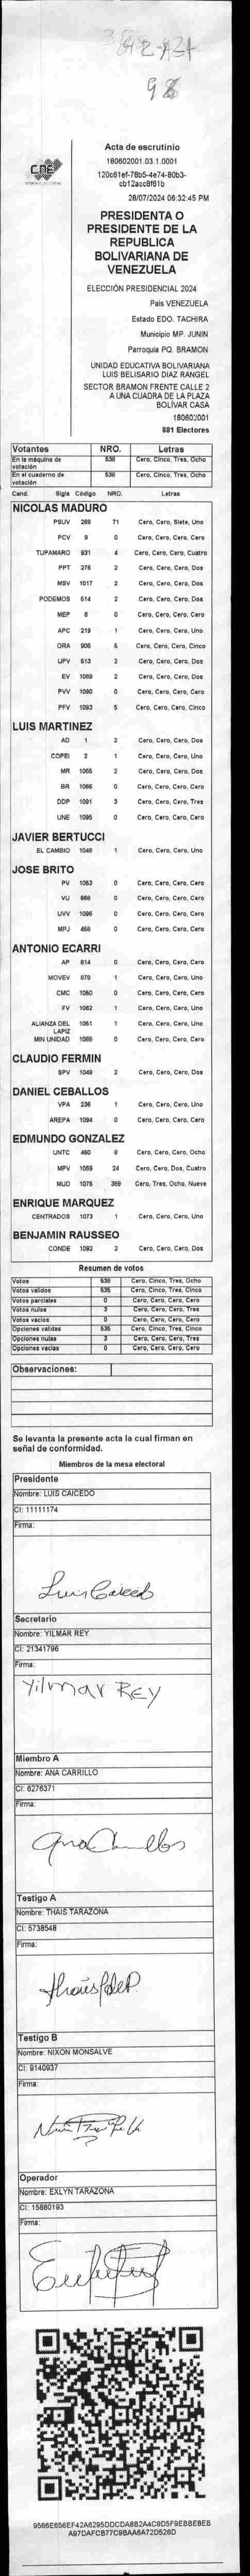 98
CNE
Acta de escrutinio
180602001.03.1.0001
120c61ef-78b5-4e74-80b3-
cb12acc8f61b
28/07/2024 06:32:45 PM
PRESIDENTA O
PRESIDENTE DE LA
REPUBLICA
BOLIVARIANA DE
VENEZUELA
ELECCIÓN PRESIDENCIAL 2024
País VENEZUELA
Estado EDO. TACHIRA
Municipio MP. JUNIN
Parroquia PQ. BRAMON
UNIDAD EDUCATIVA BOLIVARIANA
LUIS BELISARIO DIAZ RANGEL
SECTOR BRAMON FRENTE CALLE 2
A UNA CUADRA DE LA PLAZA
BOLIVAR CASA
180602001
881 Electores
Votantes NRO. Letras
En la máquina de votación 538 Cero, Cinco, Tres, Ocho
En el cuaderno de votación 538 Cero, Cinco, Tres, Ocho
Cand. Sigla Código NRO. Letras
NICOLAS MADURO
PSUV 269 71 Cero, Cero, Siete, Uno
PCV 9 0 Cero, Cero, Cero, Cero
TUPAMARO 931 4 Cero, Cero, Cero, Cuatro
PPT 276 2 Cero, Cero, Cero, Dos
MSV 1017 2 Cero, Cero, Cero, Dos
PODEMOS 514 2 Cero, Cero, Cero, Dos
MEP 6 0 Cero, Cero, Cero, Cero
APC 219 1 Cero, Cero, Cero, Uno
ORA 906 5 Cero, Cero, Cero, Cinco
UPV 613 2 Cero, Cero, Cero, Dos
EV 1089 2 Cero, Cero, Cero, Dos
PVV 1090 0 Cero, Cero, Cero, Cero
PFV 1093 5 Cero, Cero, Cero, Cinco
LUIS MARTINEZ
AD 1 2 Cero, Cero, Cero, Dos
COPEI 2 1 Cero, Cero, Cero, Uno
MR 1065 2 Cero, Cero, Cero, Dos
BR 1066 0 Cero, Cero, Cero, Cero
DDP 1091 3 Cero, Cero, Cero, Tres
UNE 1095 0 Cero, Cero, Cero, Cero
JAVIER BERTUCCI
EL CAMBIO 1048 1 Cero, Cero, Cero, Uno
JOSE BRITO
PV 1053 0 Cero, Cero, Cero, Cero
VU 868 0 Cero, Cero, Cero, Cero
UVV 1096 0 Cero, Cero, Cero, Cero
MPJ 458 0 Cero, Cero, Cero, Cero
ANTONIO ECARRI
AP 814 0 Cero, Cero, Cero, Cero
MOVEV 878 1 Cero, Cero, Cero, Uno
CMC 1050 0 Cero, Cero, Cero, Cero
FV 1062 1 Cero, Cero, Cero, Uno
ALIANZA DEL LAPIZ 1051 1 Cero, Cero, Cero, Uno
MIN UNIDAD 1069 0 Cero, Cero, Cero, Cero
CLAUDIO FERMIN
SPV 1049 2 Cero, Cero, Cero, Dos
DANIEL CEBALLOS
VPA 236 1 Cero, Cero, Cero, Uno
AREPA 1094 0 Cero, Cero, Cero, Cero
EDMUNDO GONZALEZ
UNTC 460 8 Cero, Cero, Cero, Ocho
MPV 1069 24 Cero, Cero, Dos, Cuatro
MUD 1075 389 Cero, Tres, Ocho, Nueve
ENRIQUE MARQUEZ
CENTRADOS 1073 1 Cero, Cero, Cero, Uno
BENJAMIN RAUSSEO
CONDE 1092 2 Cero, Cero, Cero, Dos
Resumen de votos
Votos 538 Cero, Cinco, Tres, Ocho
Votos válidos 535 Cero, Cinco, Tres, Cinco
Votos parciales 0 Cero, Cero, Cero, Cero
Votos nulos 3 Cero, Cero, Cero, Tres
Votos vacíos 0 Cero, Cero, Cero, Cero
Opciones válidas 535 Cero, Cinco, Tres, Cinco
Opciones nulas 3 Cero, Cero, Cero, Tres
Opciones vacías 0 Cero, Cero, Cero, Cero
Observaciones:
Se levanta la presente acta la cual firman en
señal de conformidad.
Miembros de la mesa electoral
Presidente
Nombre: LUIS CAICEDO
CI: 11111174
Firma:
Luis Caicedo
Secretario
Nombre: YILMAR REY
CI: 21341796
Firma:
Yilmar REY
Miembro A
Nombre: ANA CARRILLO
CI: 6276371
Firma:
Testigo A
Nombre: THAIS TARAZONA
CI: 5738548
Firma:
Testigo B
Nombre: NIXON MONSALVE
CI: 9140937
Firma:
Operador
Nombre: EXLYN TARAZONA
CI: 15880193
Firma: